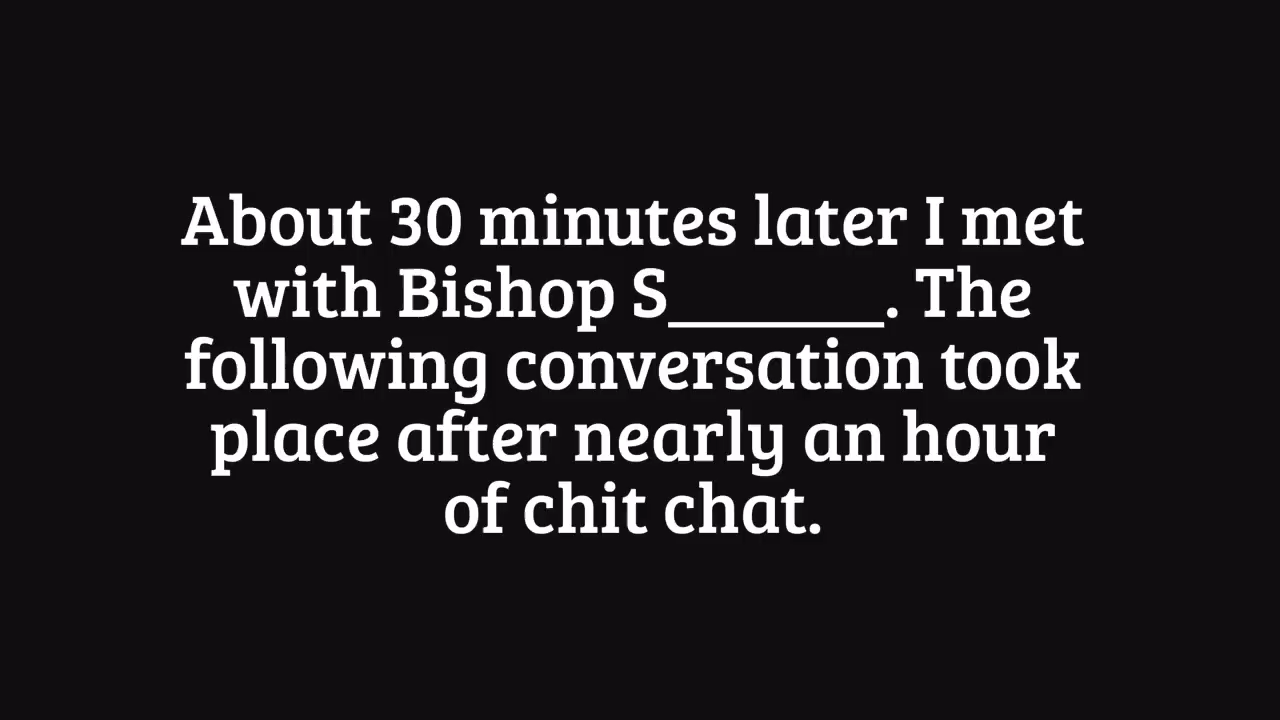 About 30 minutes later I met
with Bishop S_______. The
following conversation took
place after nearly an hour
of chit chat.